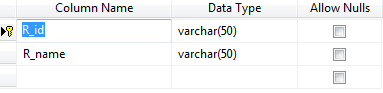 Column Name Data Type Allow Nulls
R_id varchar(50)
R_name varchar(50)